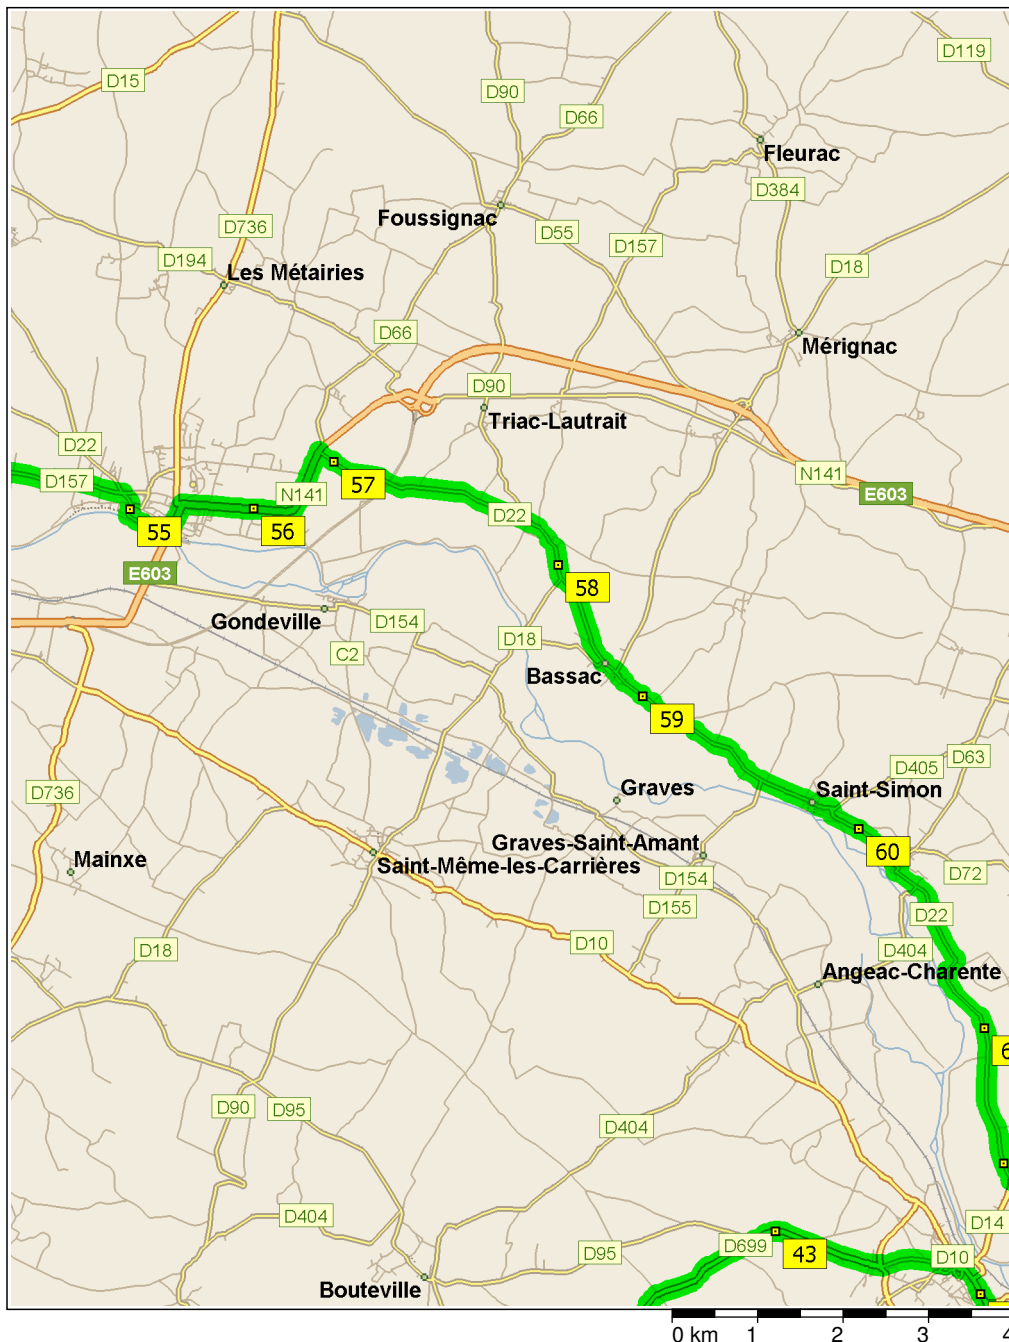 D119
D15
D90
D66
Fleurac
D384
Foussignac
D736
D55
D157
D194
D18
Les Métairies
D66
Mérignac
D90
Triac-Lautrait
D22
D157
N141
57
N141
E603
D22
55
56
E603
58
Gondeville
D154
D18
C2
Bassac
59
D63
D405
D736
Graves
Saint-Simon
Graves-Saint-Amant
60
Mainxe
Saint-Même-les-Carrières
D154
D72
D155
D22
D18
D10
D404
Angeac-Charente
6
D90
D95
D404
D404
D14
D699
43
D95
D10
Bouteville
0 km 1 2 3 4